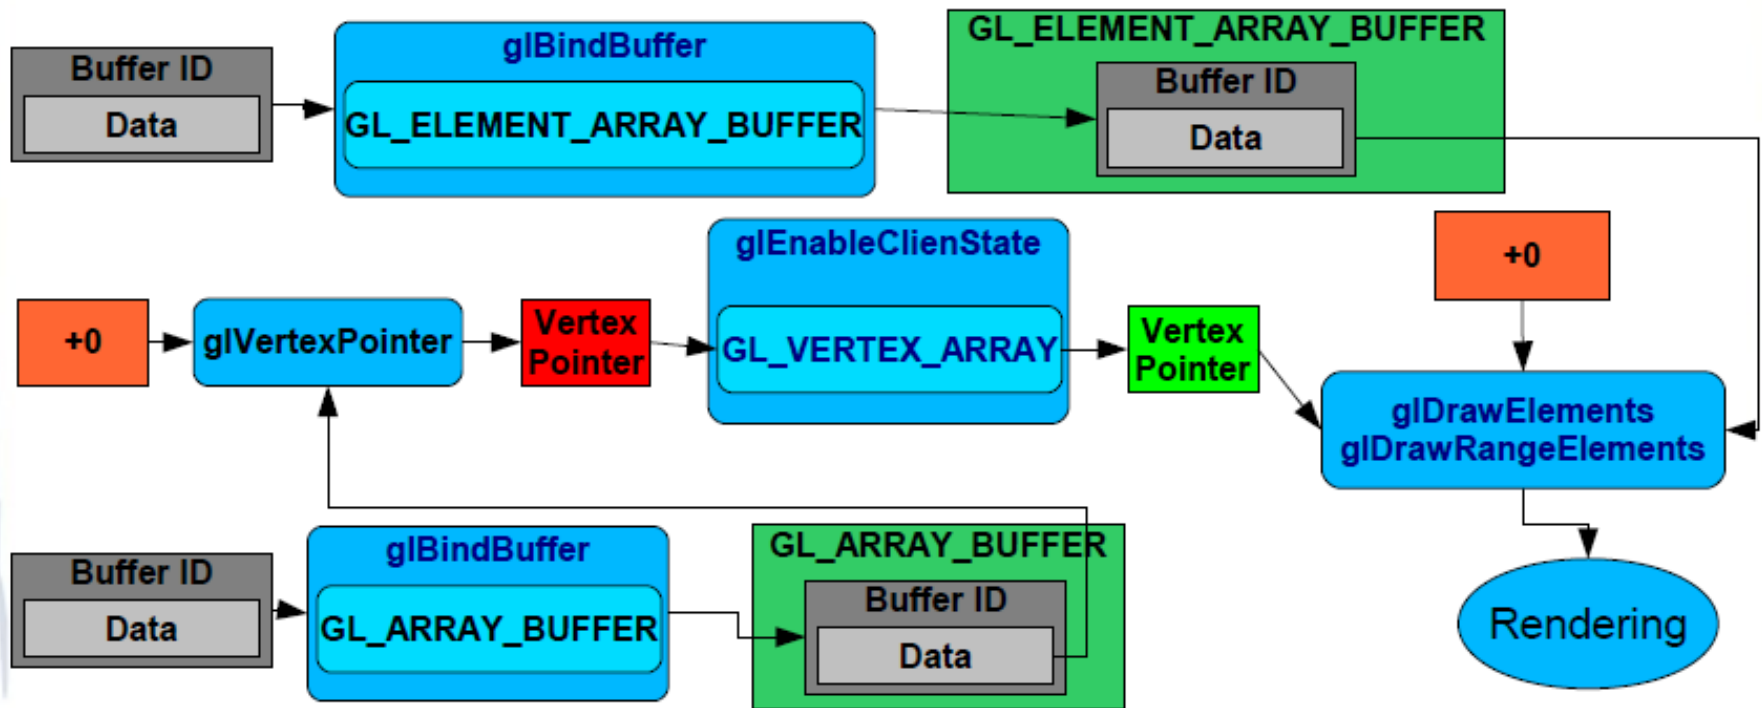 Buffer ID
Data
glBindBuffer
GL_ELEMENT_ARRAY_BUFFER
GL_ELEMENT_ARRAY_BUFFER
Buffer ID
Data
+0
glVertexPointer
Vertex
Pointer
glEnableClienState
GL_VERTEX_ARRAY
Vertex
Pointer
+0
glDrawElements
glDrawRangeElements
Buffer ID
Data
glBindBuffer
GL_ARRAY_BUFFER
GL_ARRAY_BUFFER
Buffer ID
Data
Rendering